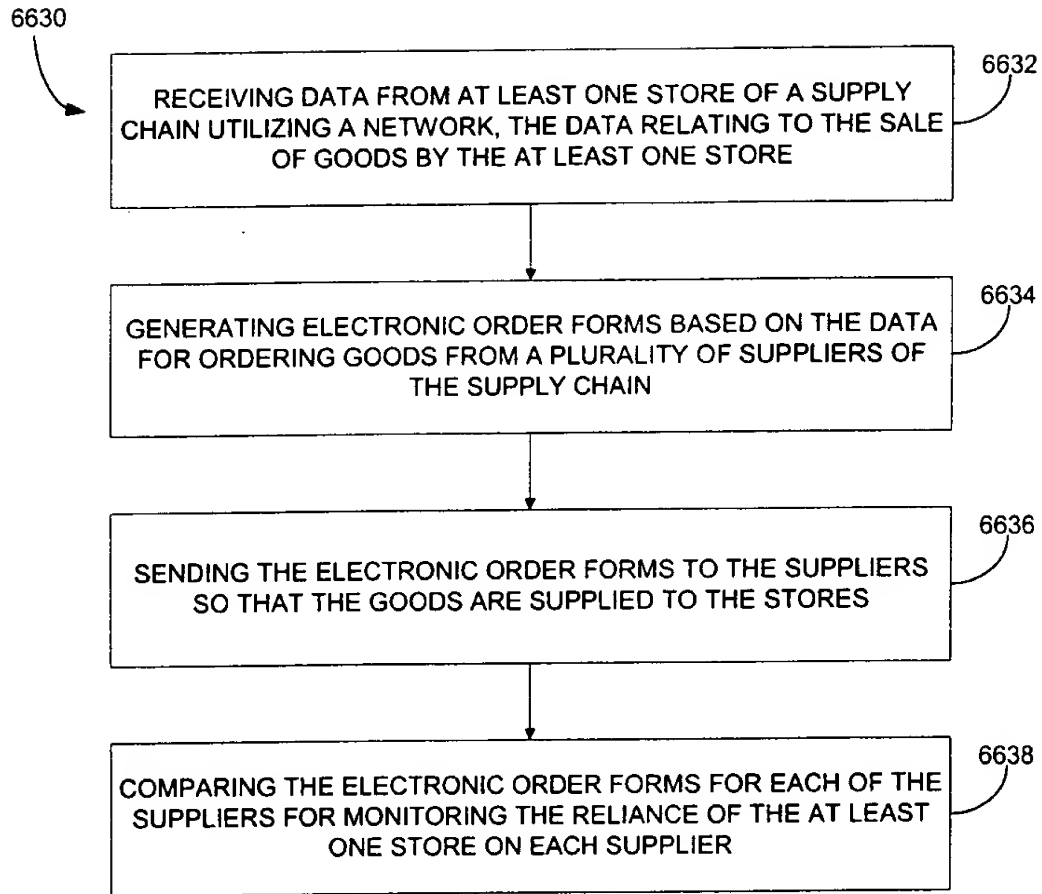 6630
6632
RECEIVING DATA FROM AT LEAST ONE STORE OF A SUPPLY
CHAIN UTILIZING A NETWORK, THE DATA RELATING TO THE SALE
OF GOODS BY THE AT LEAST ONE STORE
6634
GENERATING ELECTRONIC ORDER FORMS BASED ON THE DATA
FOR ORDERING GOODS FROM A PLURALITY OF SUPPLIERS OF
THE SUPPLY CHAIN
6636
SENDING THE ELECTRONIC ORDER FORMS TO THE SUPPLIERS
SO THAT THE GOODS ARE SUPPLIED TO THE STORES
6638
COMPARING THE ELECTRONIC ORDER FORMS FOR EACH OF THE
SUPPLIERS FOR MONITORING THE RELIANCE OF THE AT LEAST
ONE STORE ON EACH SUPPLIER